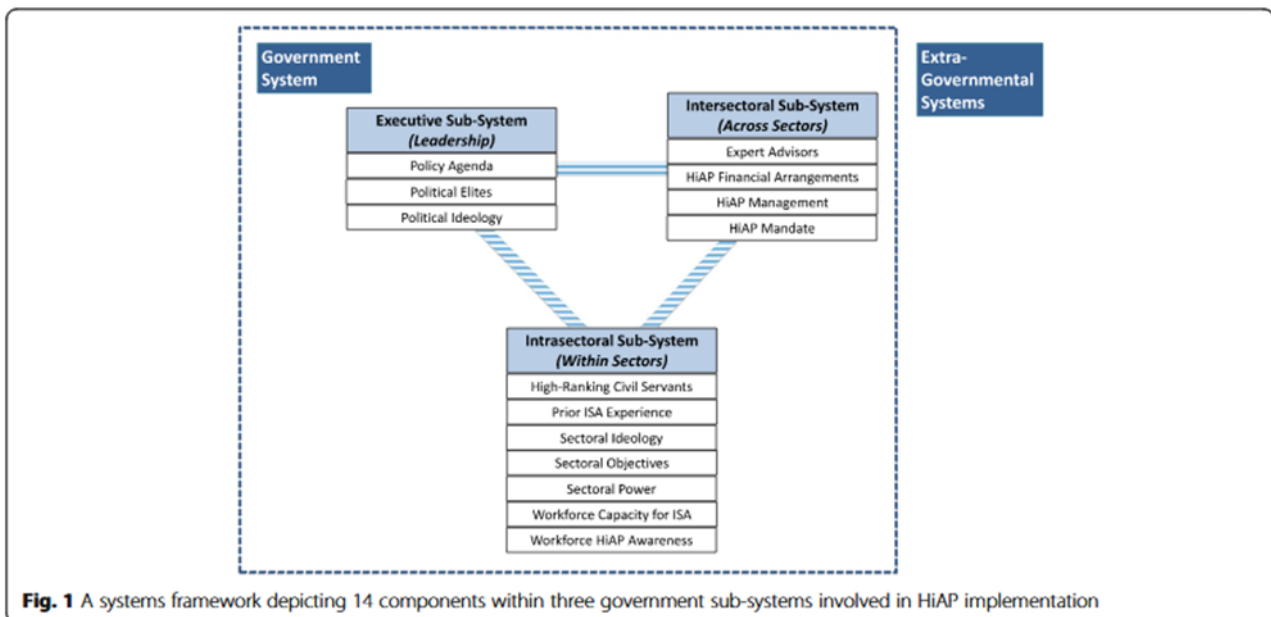 Government
System
Extra-
Governmental
Systems
Executive Sub-System
(Leadership)
Policy Agenda
Political Elites
Political Ideology
Intersectoral Sub-System
(Across Sectors)
Expert Advisors
HiAP Financial Arrangements
HiAP Management
HiAP Mandate
Intrasectoral Sub-System
(Within Sectors)
High-Ranking Civil Servants
Prior ISA Experience
Sectoral Ideology
Sectoral Objectives
Sectoral Power
Workforce Capacity for ISA
Workforce HiAP Awareness
Fig. 1 A systems framework depicting 14 components within three government sub-systems involved in HiAP implementation